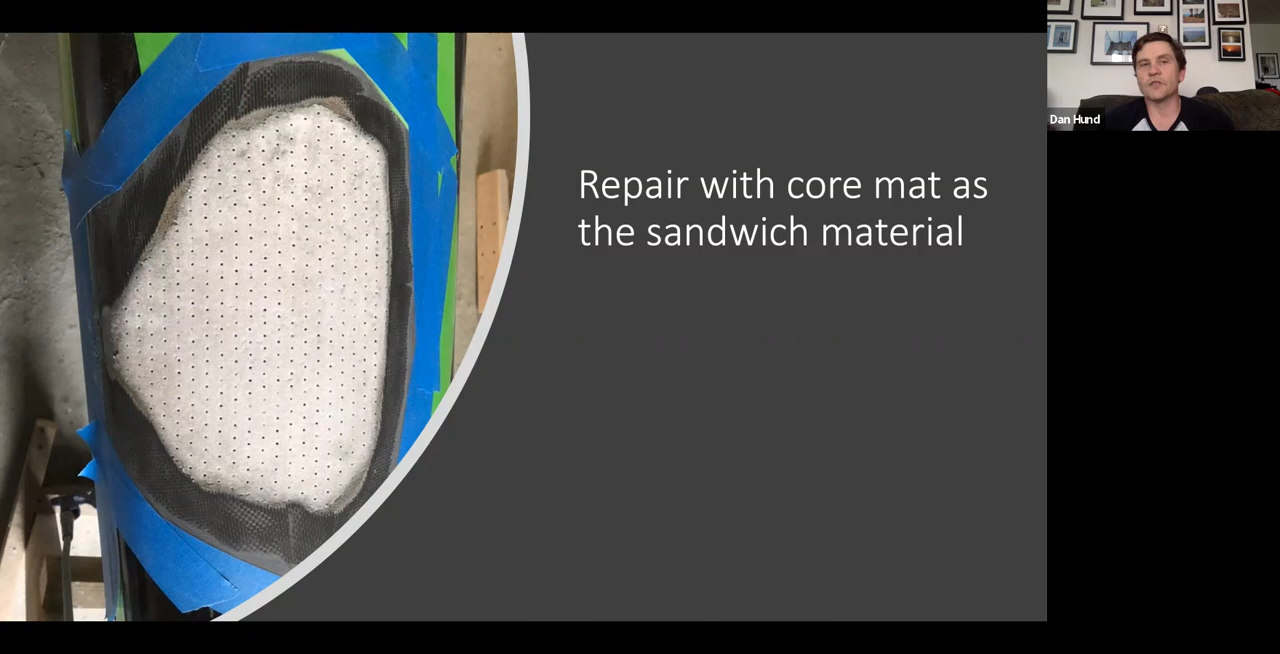 Repair with core mat as
the sandwich material
Dan Hund